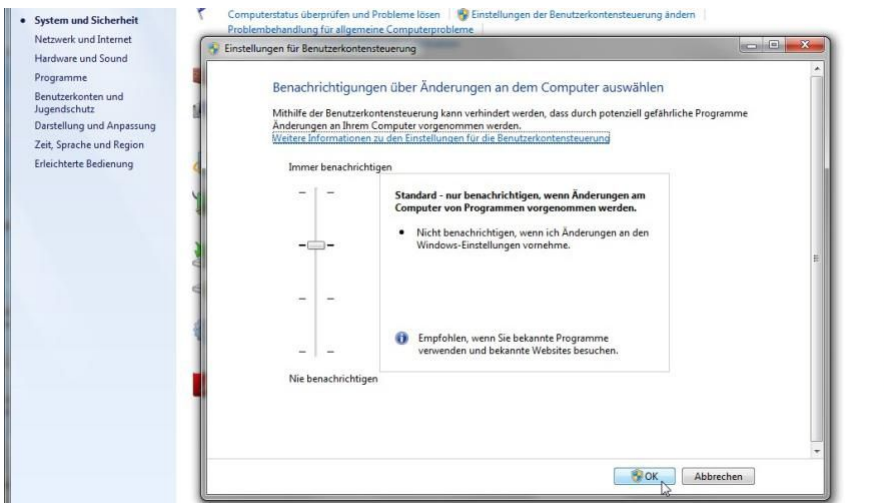 System und Sicherheit
Netzwerk und Internet
Hardware und Sound
Programme
Benutzerkonten und
Jugendschutz
Darstellung und Anpassung
Zeit, Sprache und Region
Erleichterte Bedienung
Computerstatus überprüfen und Probleme lösen
Einstellungen der Benutzerkontensteuerung ändern
Problembehandlung für allgemeine Computerprobleme
Einstellungen für Benutzerkontensteuerung
Benachrichtigungen über Änderungen an dem Computer auswählen
Mithilfe der Benutzerkontensteuerung kann verhindert werden, dass durch potenziell gefährliche Programme
Änderungen an Ihrem Computer vorgenommen werden.
Weitere Informationen zu den Einstellungen für die Benutzerkontensteuerung
Immer benachrichtigen
Standard - nur benachrichtigen, wenn Änderungen am
Computer von Programmen vorgenommen werden.
• Nicht benachrichtigen, wenn ich Änderungen an den
Windows-Einstellungen vornehme.
Empfohlen, wenn Sie bekannte Programme
verwenden und bekannte Websites besuchen.
Nie benachrichtigen
OK
Abbrechen